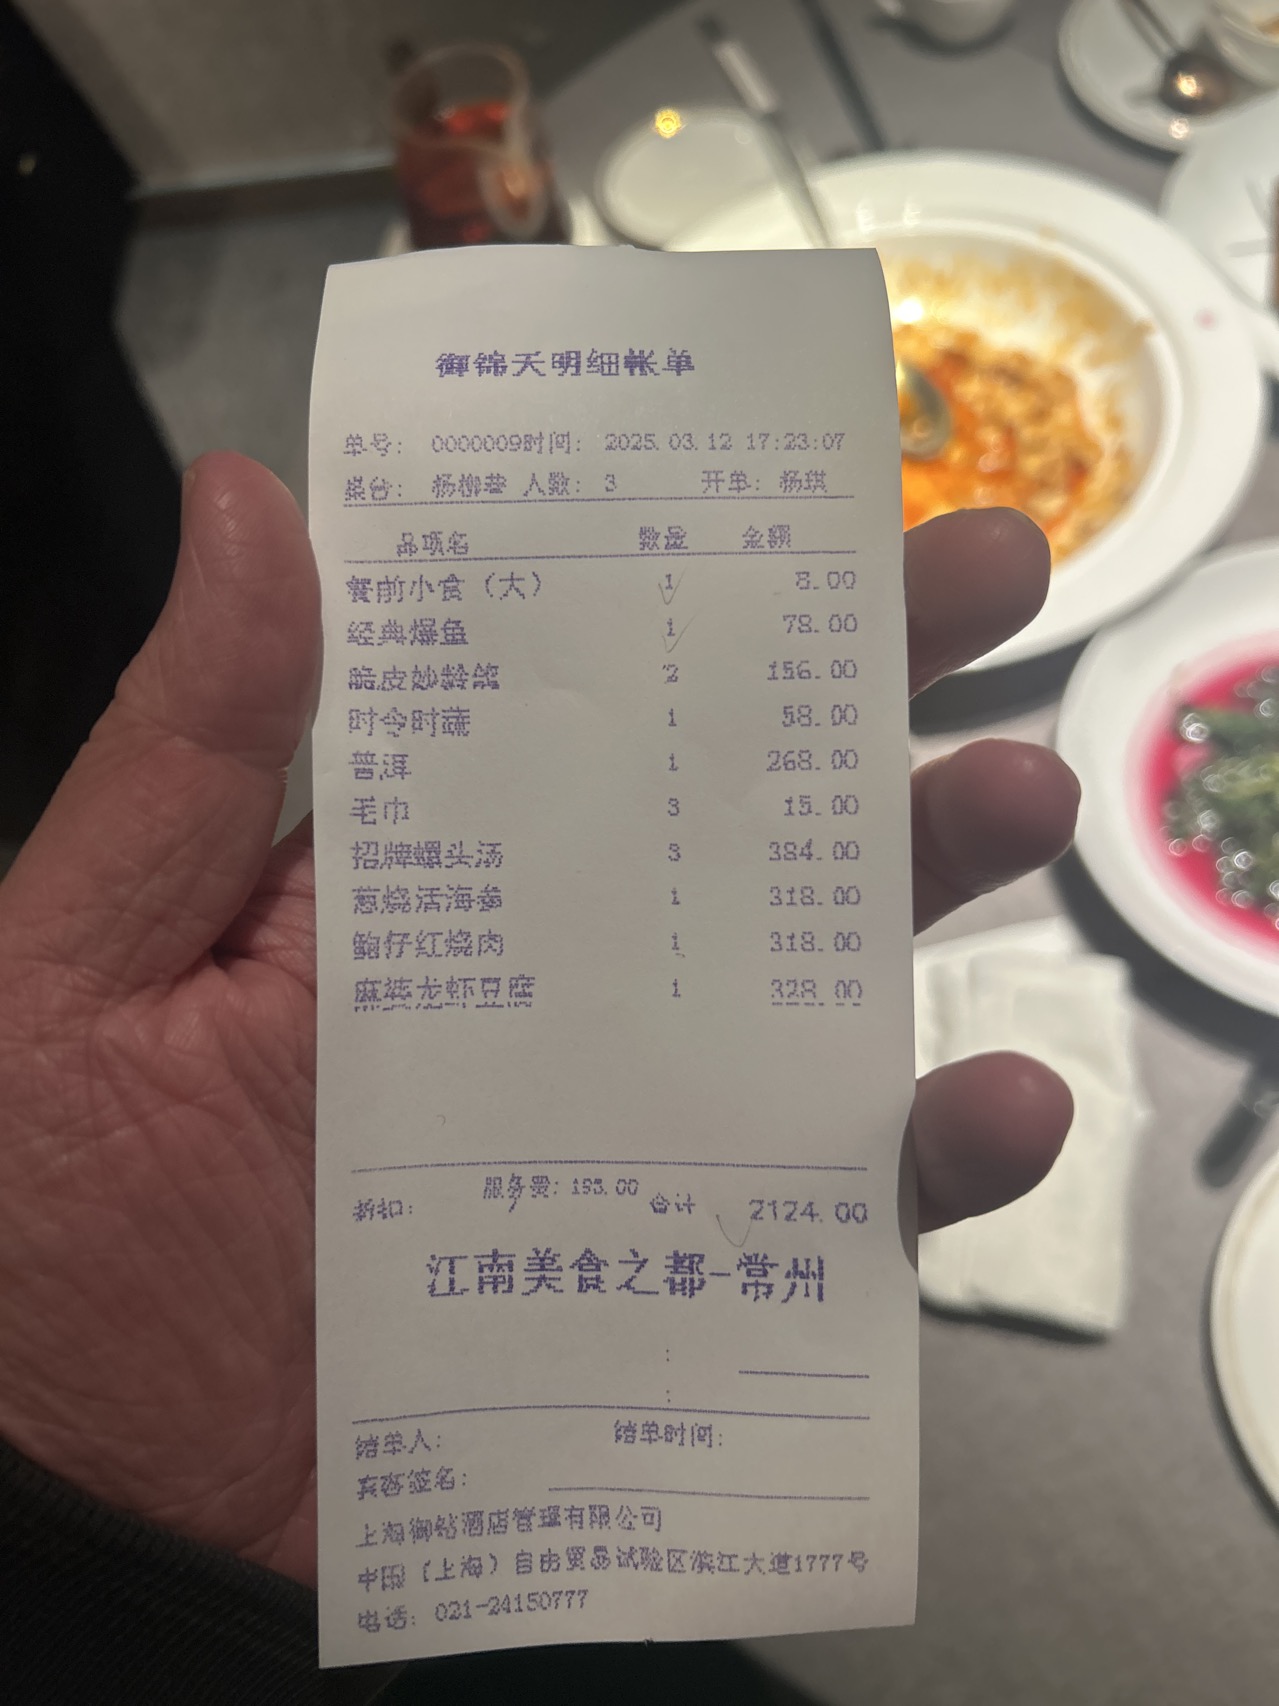 御锦天明细帐单
单号: 0000009时间: 2025.03.12 17:23:07
桌台: 杨柳巷 人数: 3 开单: 杨琪
品项名 数量 金额
餐前小食（大） 1 8.00
经典爆鱼 1 78.00
脆皮妙龄鸽 2 156.00
时令时蔬 1 58.00
普洱 1 268.00
毛巾 3 15.00
招牌螺头汤 3 384.00
葱烧活海参 1 318.00
鲍仔红烧肉 1 318.00
麻婆龙虾豆腐 1 328.00
折扣: 服务费: 193.00 合计 2124.00
江南美食之都-常州
:
:
结单人: 结单时间:
宾客签名:
上海御钻酒店管理有限公司
中国（上海）自由贸易试验区滨江大道1777号
电话: 021-24150777